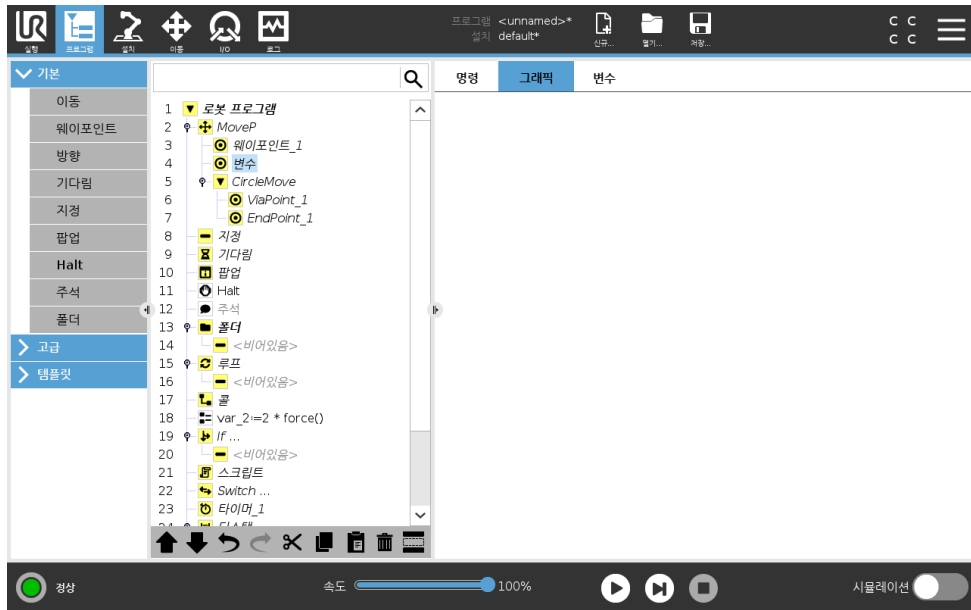 UR
실행
프로그램
설치
이동
I/O
로그
프로그램 <unnamed>*
설치 default*
신규...
열기...
저장...
C C
C C
기본
이동
웨이포인트
방향
기다림
지정
팝업
Halt
주석
폴더
고급
템플릿
1 로봇 프로그램
2 MoveP
3 웨이포인트_1
4 변수
5 CircleMove
6 ViaPoint_1
7 EndPoint_1
8 지정
9 기다림
10 팝업
11 Halt
12 주석
13 폴더
14 <비어있음>
15 루프
16 <비어있음>
17 콜
18 var_2:=2 * force()
19 If ...
20 <비어있음>
21 스크립트
22 Switch ...
23 타이머_1
명령
그래픽
변수
정상
속도
100%
시뮬레이션